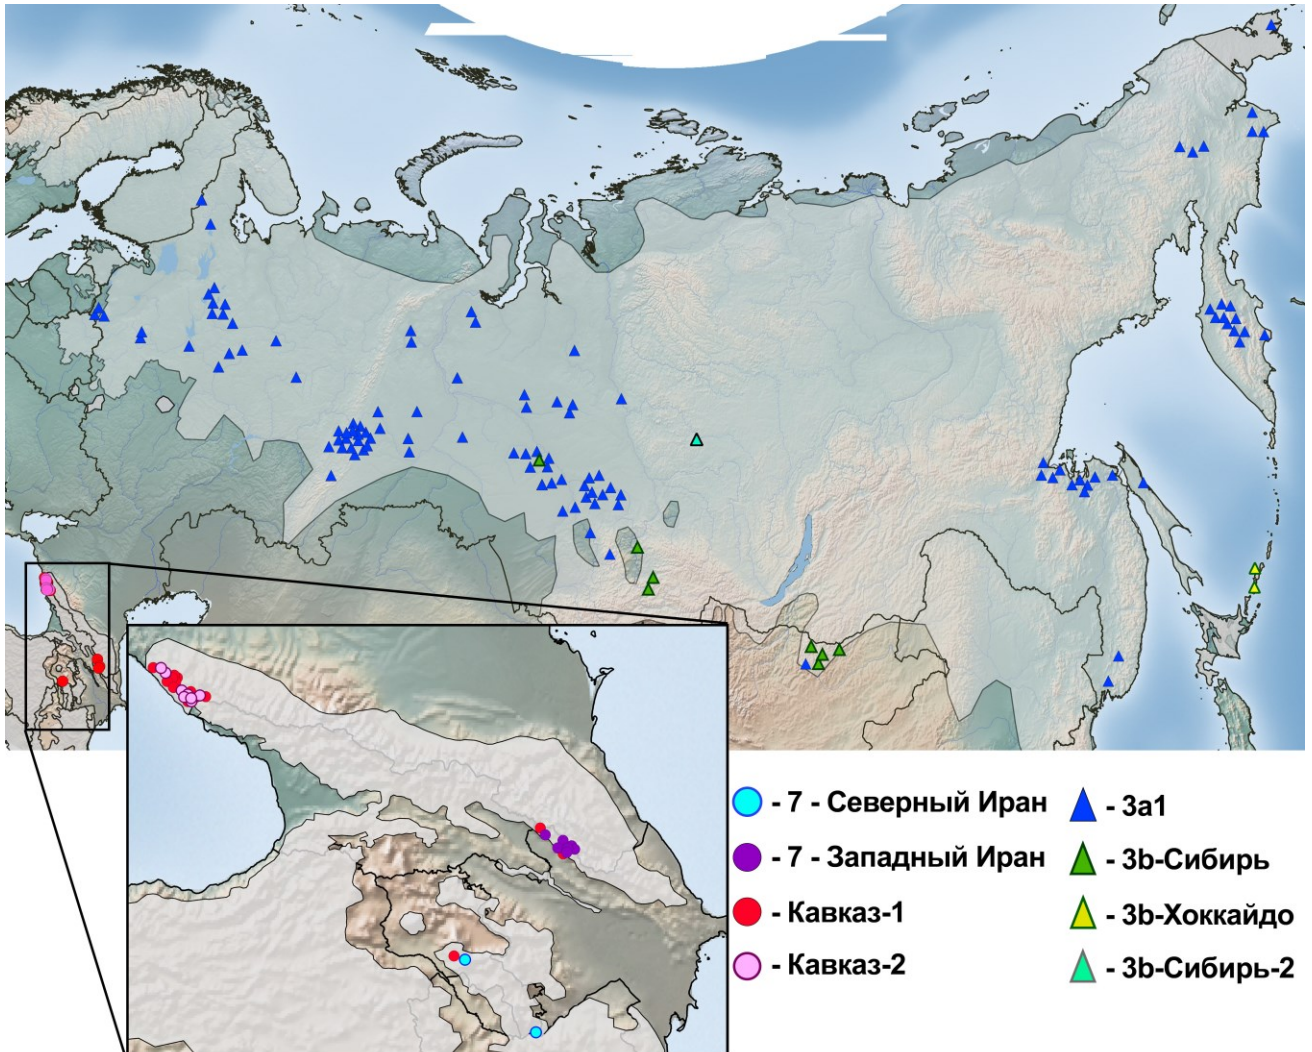 - 7 - Северный Иран
- 7 - Западный Иран
- Кавказ-1
- Кавказ-2
- 3a1
- 3b-Сибирь
- 3b-Хоккайдо
- 3b-Сибирь-2